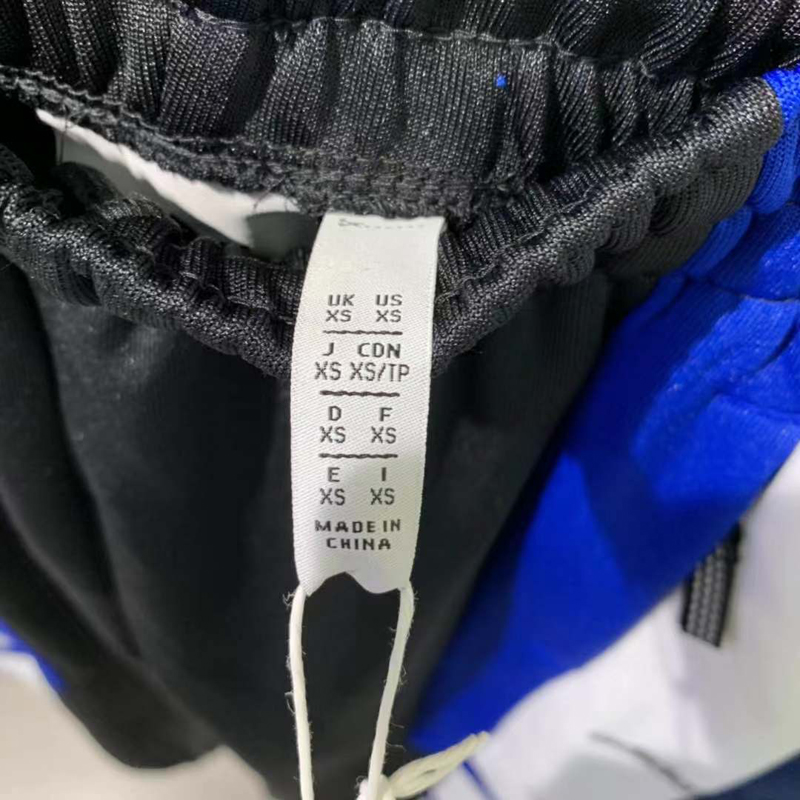 UK US
XS XS
J CDN
XS XS/TP
D F
XS XS
E I
XS XS
MADE IN
CHINA